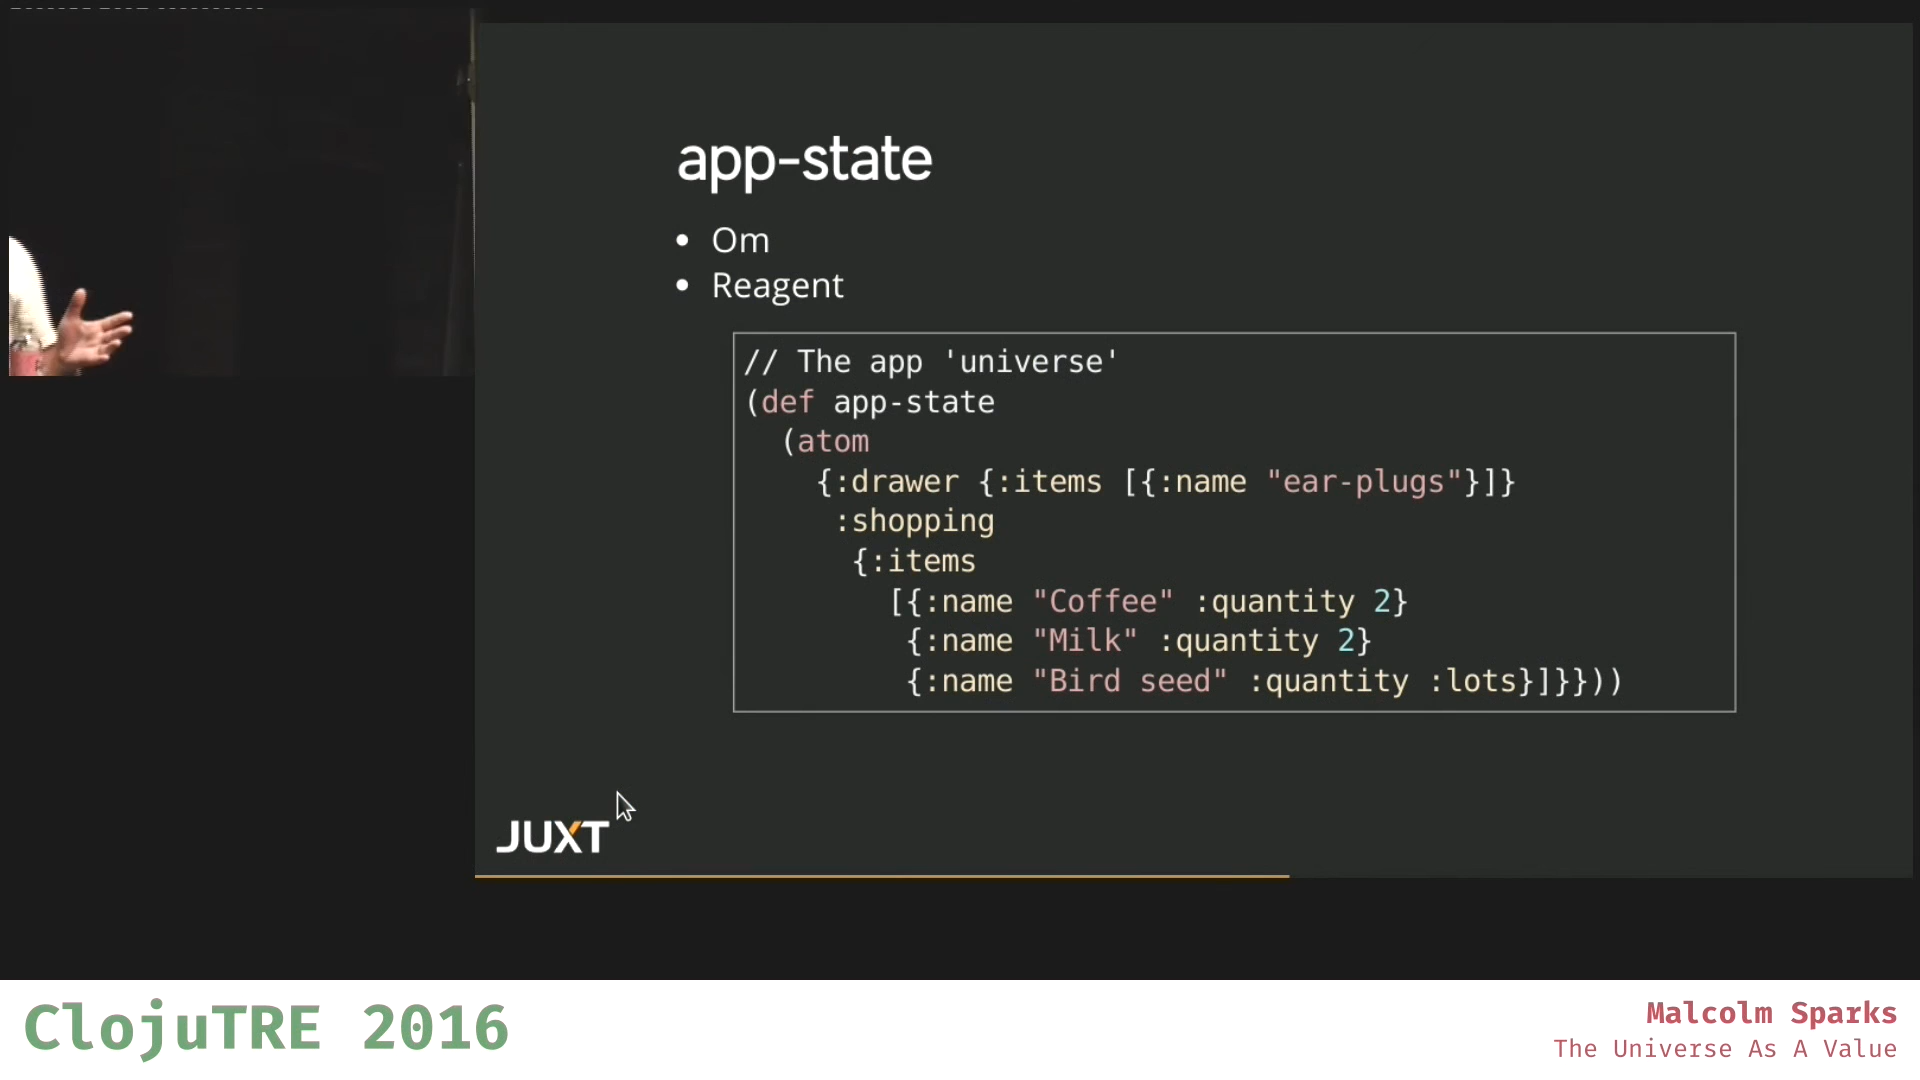 app-state
• Om
• Reagent
// The app 'universe'
(def app-state
  (atom
    {:drawer {:items [{:name "ear-plugs"}]}
     :shopping
      {:items
        [{:name "Coffee" :quantity 2}
         {:name "Milk" :quantity 2}
         {:name "Bird seed" :quantity :lots}]}}))
JUXT
ClojuTRE 2016
Malcolm Sparks
The Universe As A Value